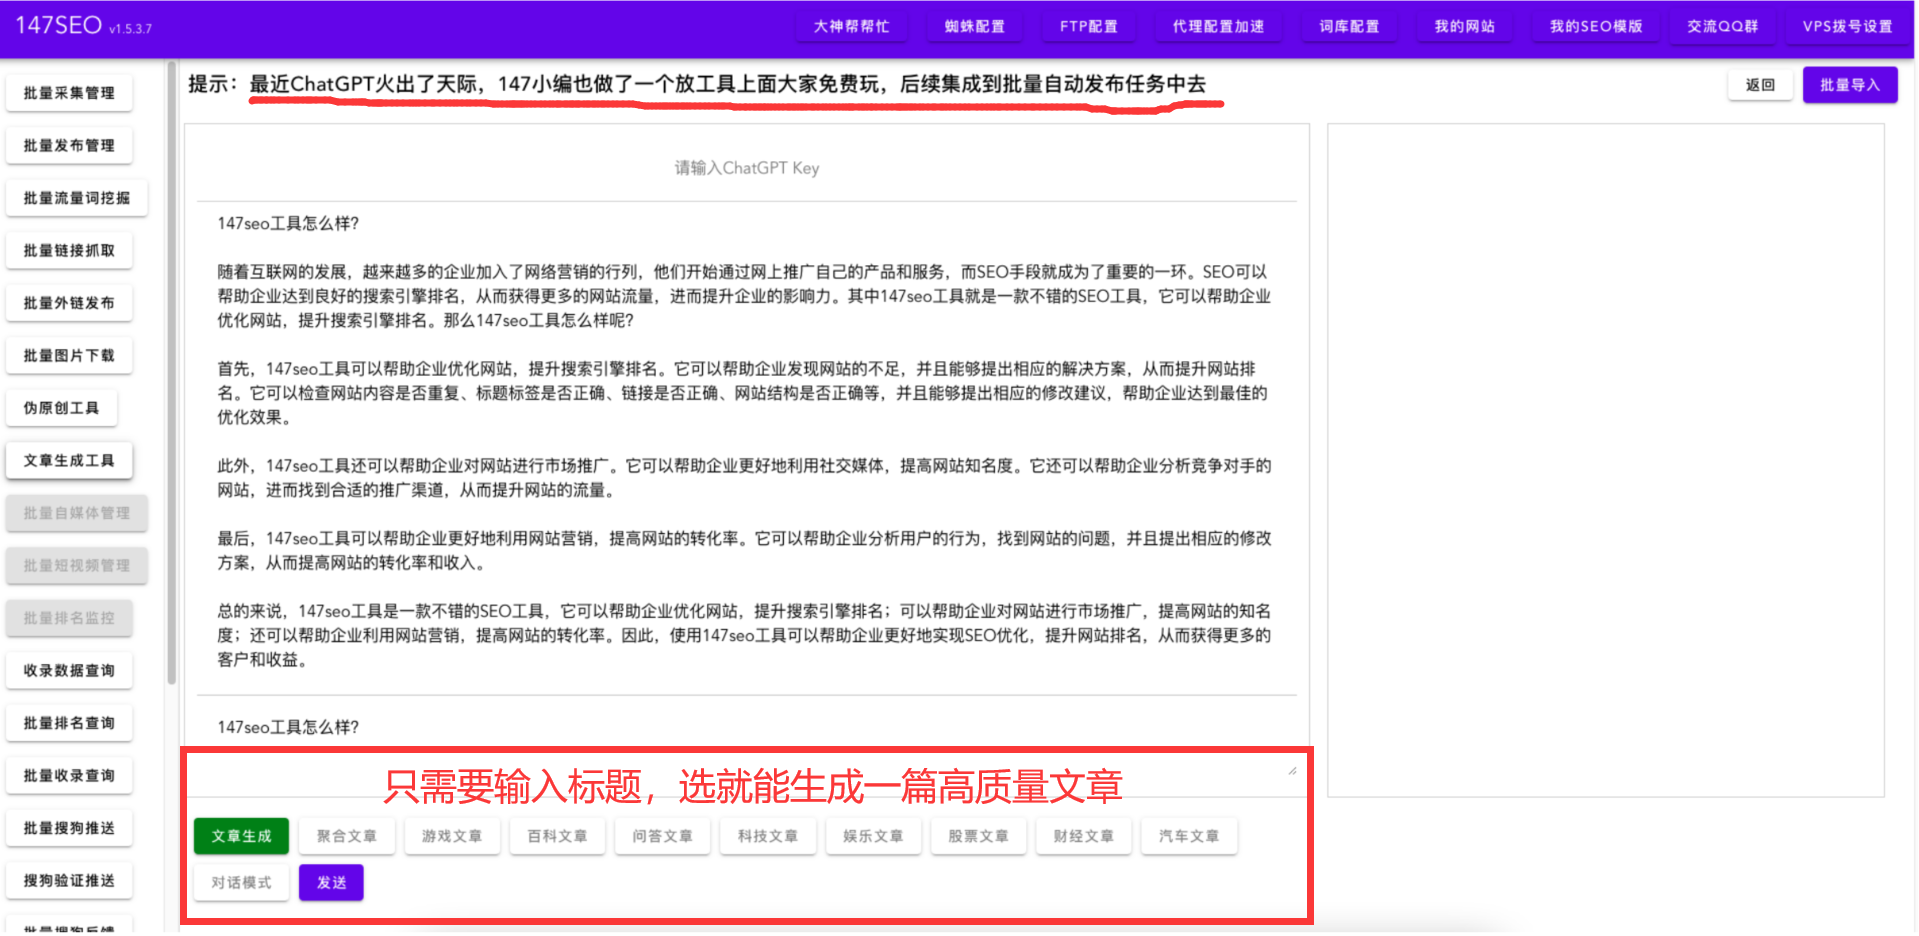 147SEO v1.5.3.7
大神帮帮忙
蜘蛛配置
FTP配置
代理配置加速
词库配置
我的网站
我的SEO模版
交流QQ群
VPS拨号设置
批量采集管理
批量发布管理
批量流量词挖掘
批量链接抓取
批量外链发布
批量图片下载
伪原创工具
文章生成工具
批量自媒体管理
批量短视频管理
批量排名监控
收录数据查询
批量排名查询
批量收录查询
批量搜狗推送
搜狗验证推送
批量搜狗反馈
提示：最近ChatGPT火出了天际，147小编也做了一个放工具上面大家免费玩，后续集成到批量自动发布任务中去
返回
批量导入
请输入ChatGPT Key
147seo工具怎么样?
随着互联网的发展，越来越多的企业加入了网络营销的行列，他们开始通过网上推广自己的产品和服务，而SEO手段就成为了重要的一环。SEO可以
帮助企业达到良好的搜索引擎排名，从而获得更多的网站流量，进而提升企业的影响力。其中147seo工具就是一款不错的SEO工具，它可以帮助企业
优化网站，提升搜索引擎排名。那么147seo工具怎么样呢?
首先，147seo工具可以帮助企业优化网站，提升搜索引擎排名。它可以帮助企业发现网站的不足，并且能够提出相应的解决方案，从而提升网站排
名。它可以检查网站内容是否重复、标题标签是否正确、链接是否正确、网站结构是否正确等，并且能够提出相应的修改建议，帮助企业达到最佳的
优化效果。
此外，147seo工具还可以帮助企业对网站进行市场推广。它可以帮助企业更好地利用社交媒体，提高网站知名度。它还可以帮助企业分析竞争对手的
网站，进而找到合适的推广渠道，从而提升网站的流量。
最后，147seo工具可以帮助企业更好地利用网站营销，提高网站的转化率。它可以帮助企业分析用户的行为，找到网站的问题，并且提出相应的修改
方案，从而提高网站的转化率和收入。
总的来说，147seo工具是一款不错的SEO工具，它可以帮助企业优化网站，提升搜索引擎排名；可以帮助企业对网站进行市场推广，提高网站的知名
度；还可以帮助企业利用网站营销，提高网站的转化率。因此，使用147seo工具可以帮助企业更好地实现SEO优化，提升网站排名，从而获得更多的
客户和收益。
147seo工具怎么样?
只需要输入标题，选就能生成一篇高质量文章
文章生成
聚合文章
游戏文章
百科文章
问答文章
科技文章
娱乐文章
股票文章
财经文章
汽车文章
对话模式
发送